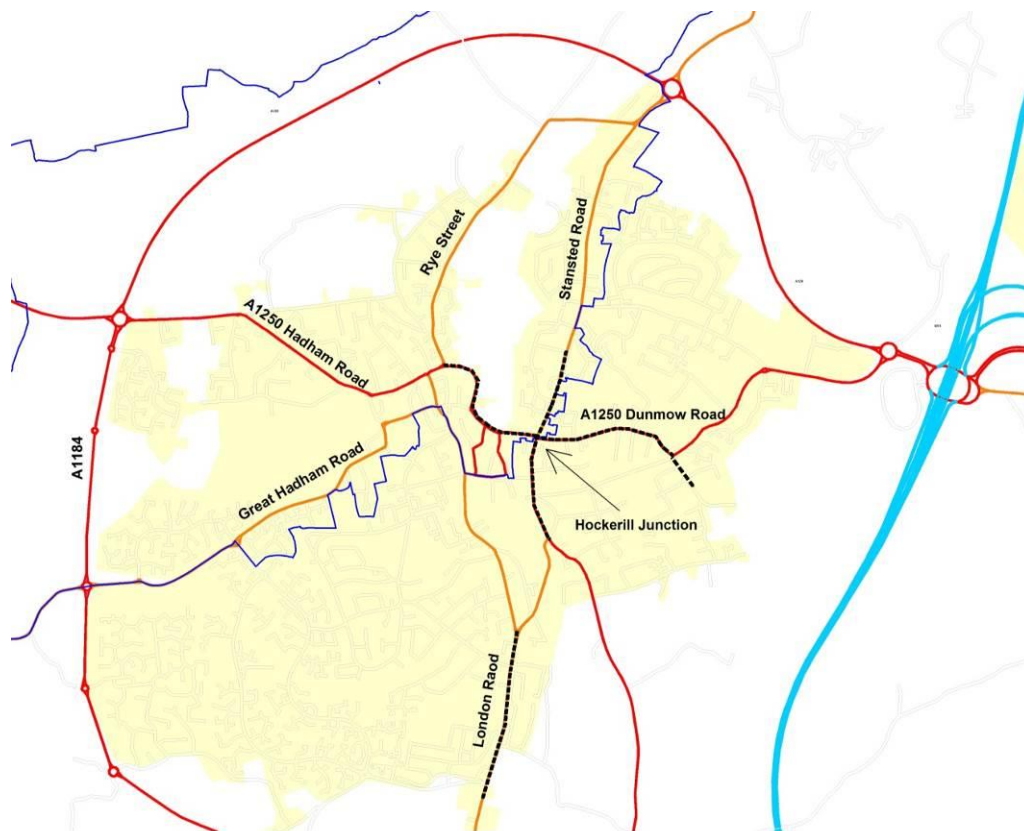 Rye Street
Stansted Road
A1250 Hadham Road
A1250 Dunmow Road
A1184
Great Hadham Road
Hockerill Junction
London Raod